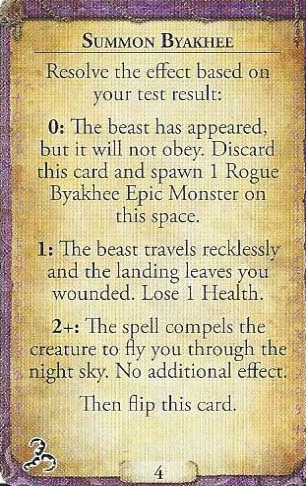 SUMMON BYAKHEE
Resolve the effect based on
your test result:
0: The beast has appeared,
but it will not obey. Discard
this card and spawn 1 Rogue
Byakhee Epic Monster on
this space.
1: The beast travels recklessly
and the landing leaves you
wounded. Lose 1 Health.
2+: The spell compels the
creature to fly you through the
night sky. No additional effect.
Then flip this card.
4